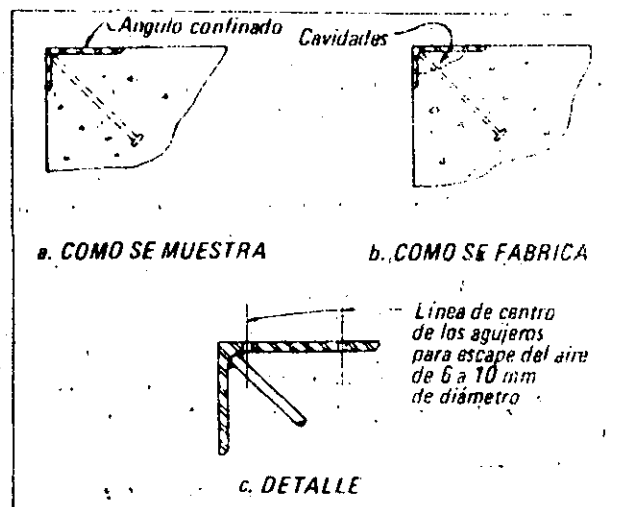 Angulo confinado
Cavidades
a. COMO SE MUESTRA
b. COMO SE FABRICA
Línea de centro
de los agujeros
para escape del aire
de 6 a 10 mm
de diámetro
c. DETALLE